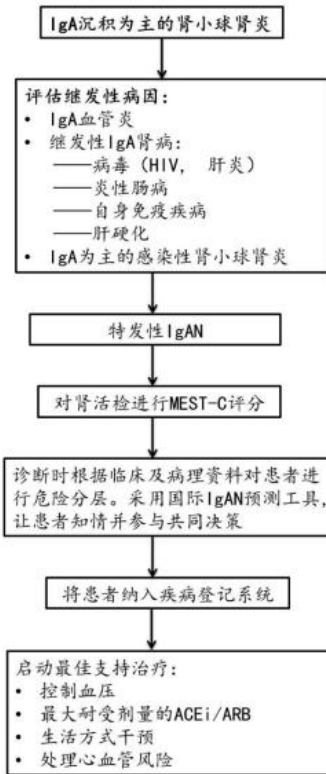 IgA沉积为主的肾小球肾炎
评估继发性病因：
• IgA血管炎
• 继发性IgA肾病：
——病毒（HIV， 肝炎）
——炎性肠病
——自身免疫疾病
——肝硬化
• IgA为主的感染性肾小球肾炎
特发性IgAN
对肾活检进行MEST-C评分
诊断时根据临床及病理资料对患者进
行危险分层。采用国际IgAN预测工具，
让患者知情并参与共同决策
将患者纳入疾病登记系统
启动最佳支持治疗：
• 控制血压
• 最大耐受剂量的ACEi/ARB
• 生活方式干预
• 处理心血管风险